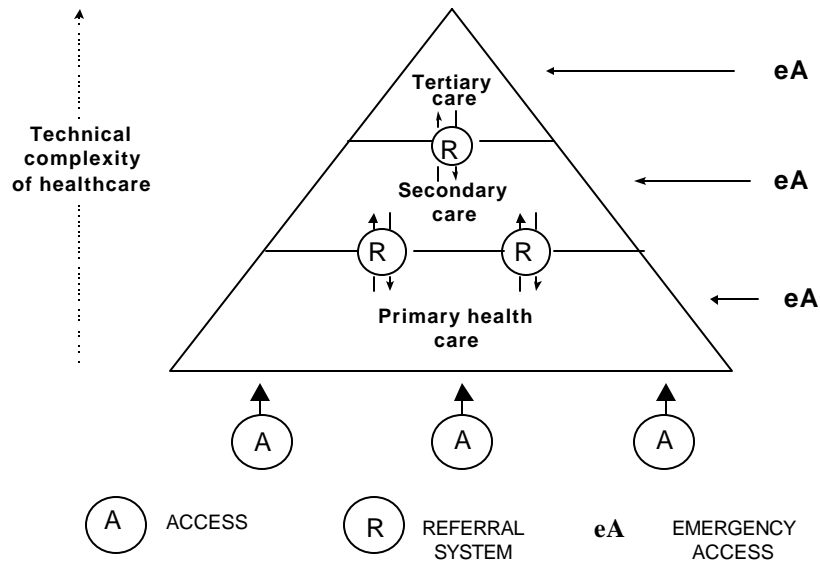 Tertiary
care
eA
Technical
complexity
of healthcare
R
Secondary
care
eA
R
R
Primary health
care
eA
A
A
A
A
ACCESS
R
REFERRAL
SYSTEM
eA
EMERGENCY
ACCESS